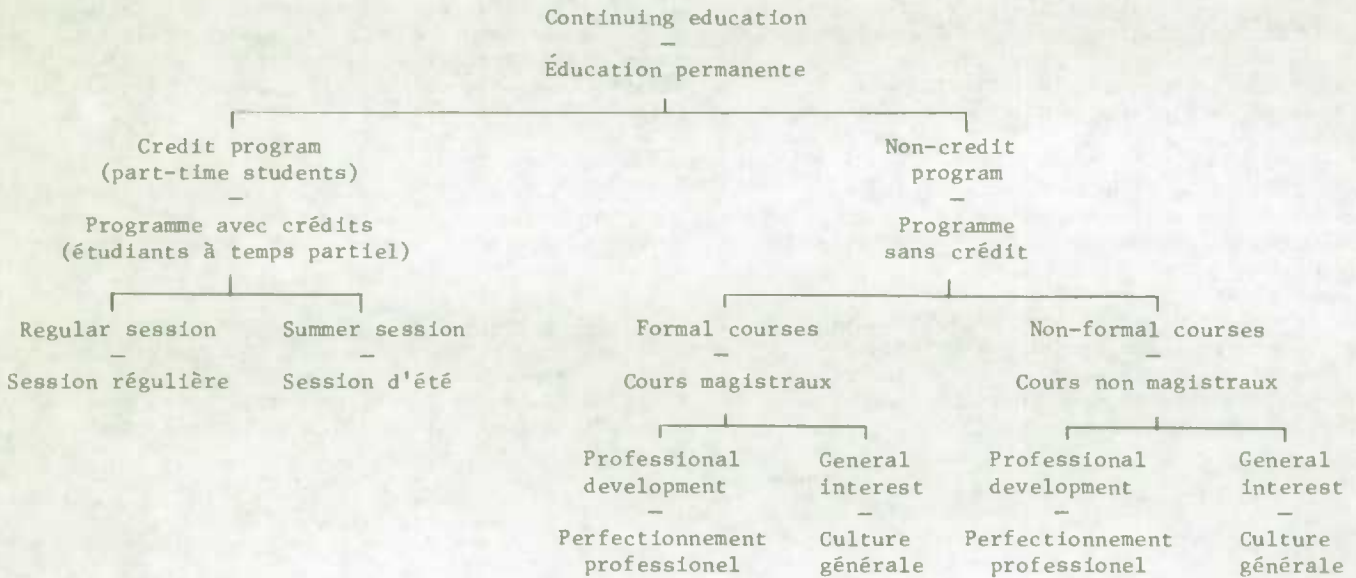 Continuing education
—
Éducation permanente
Credit program
(part-time students)
—
Programme avec crédits
(étudiants à temps partiel)
Non-credit
program
—
Programme
sans crédit
Regular session
—
Session régulière
Summer session
—
Session d'été
Formal courses
—
Cours magistraux
Non-formal courses
—
Cours non magistraux
Professional
development
—
Perfectionnement
professionel
General
interest
—
Culture
générale
Professional
development
—
Perfectionnement
professionel
General
interest
—
Culture
générale